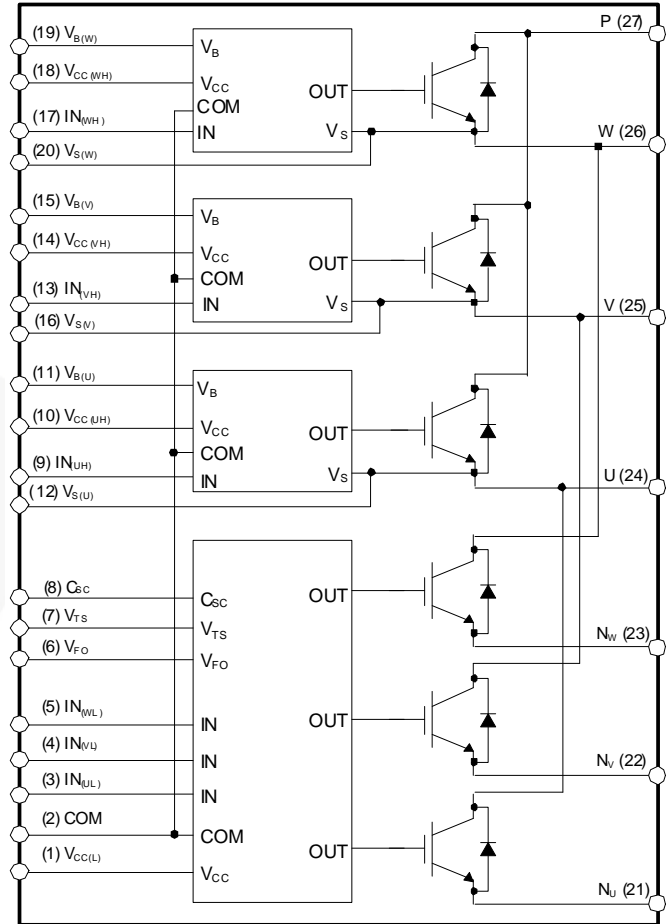 (19) VB(W)
VB
P (27)
(18) VCC(WH)
VCC
OUT
COM
(17) IN(WH)
IN
VS
W (26)
(20) VS(W)
(15) VB(V)
VB
(14) VCC(VH)
VCC
OUT
COM
(13) IN(VH)
IN
VS
V (25)
(16) VS(V)
(11) VB(U)
VB
(10) VCC(UH)
VCC
OUT
COM
(9) IN(UH)
IN
VS
U (24)
(12) VS(U)
(8) CSC
CSC
OUT
(7) VTS
VTS
(6) VFO
VFO
NW (23)
(5) IN(WL)
IN
OUT
(4) IN(VL)
IN
NV (22)
(3) IN(UL)
IN
(2) COM
COM
OUT
(1) VCC(L)
VCC
NU (21)